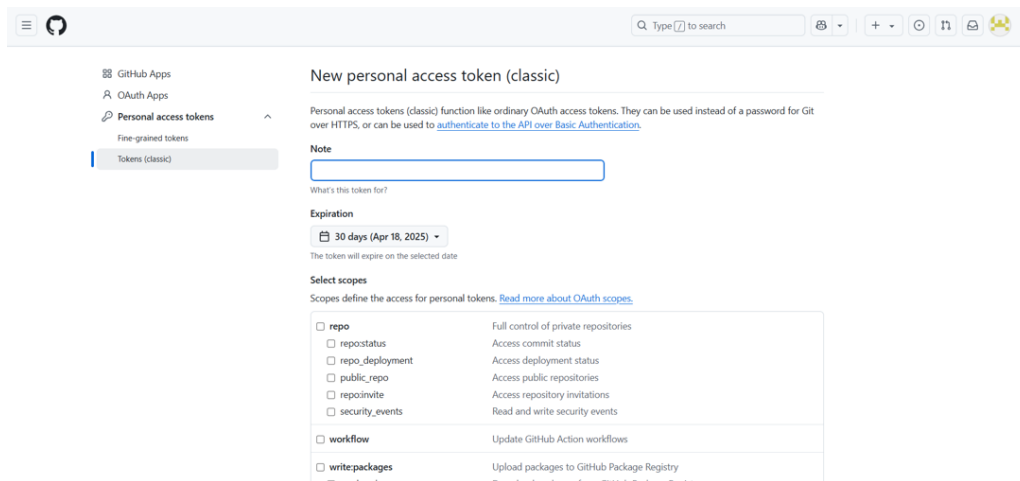 Type / to search
GitHub Apps
OAuth Apps
Personal access tokens
Fine-grained tokens
Tokens (classic)
New personal access token (classic)
Personal access tokens (classic) function like ordinary OAuth access tokens. They can be used instead of a password for Git
over HTTPS, or can be used to authenticate to the API over Basic Authentication.
Note
What's this token for?
Expiration
30 days (Apr 18, 2025)
The token will expire on the selected date
Select scopes
Scopes define the access for personal tokens. Read more about OAuth scopes.
repo Full control of private repositories
repo:status Access commit status
repo_deployment Access deployment status
public_repo Access public repositories
repo:invite Access repository invitations
security_events Read and write security events
workflow Update GitHub Action workflows
write:packages Upload packages to GitHub Package Registry